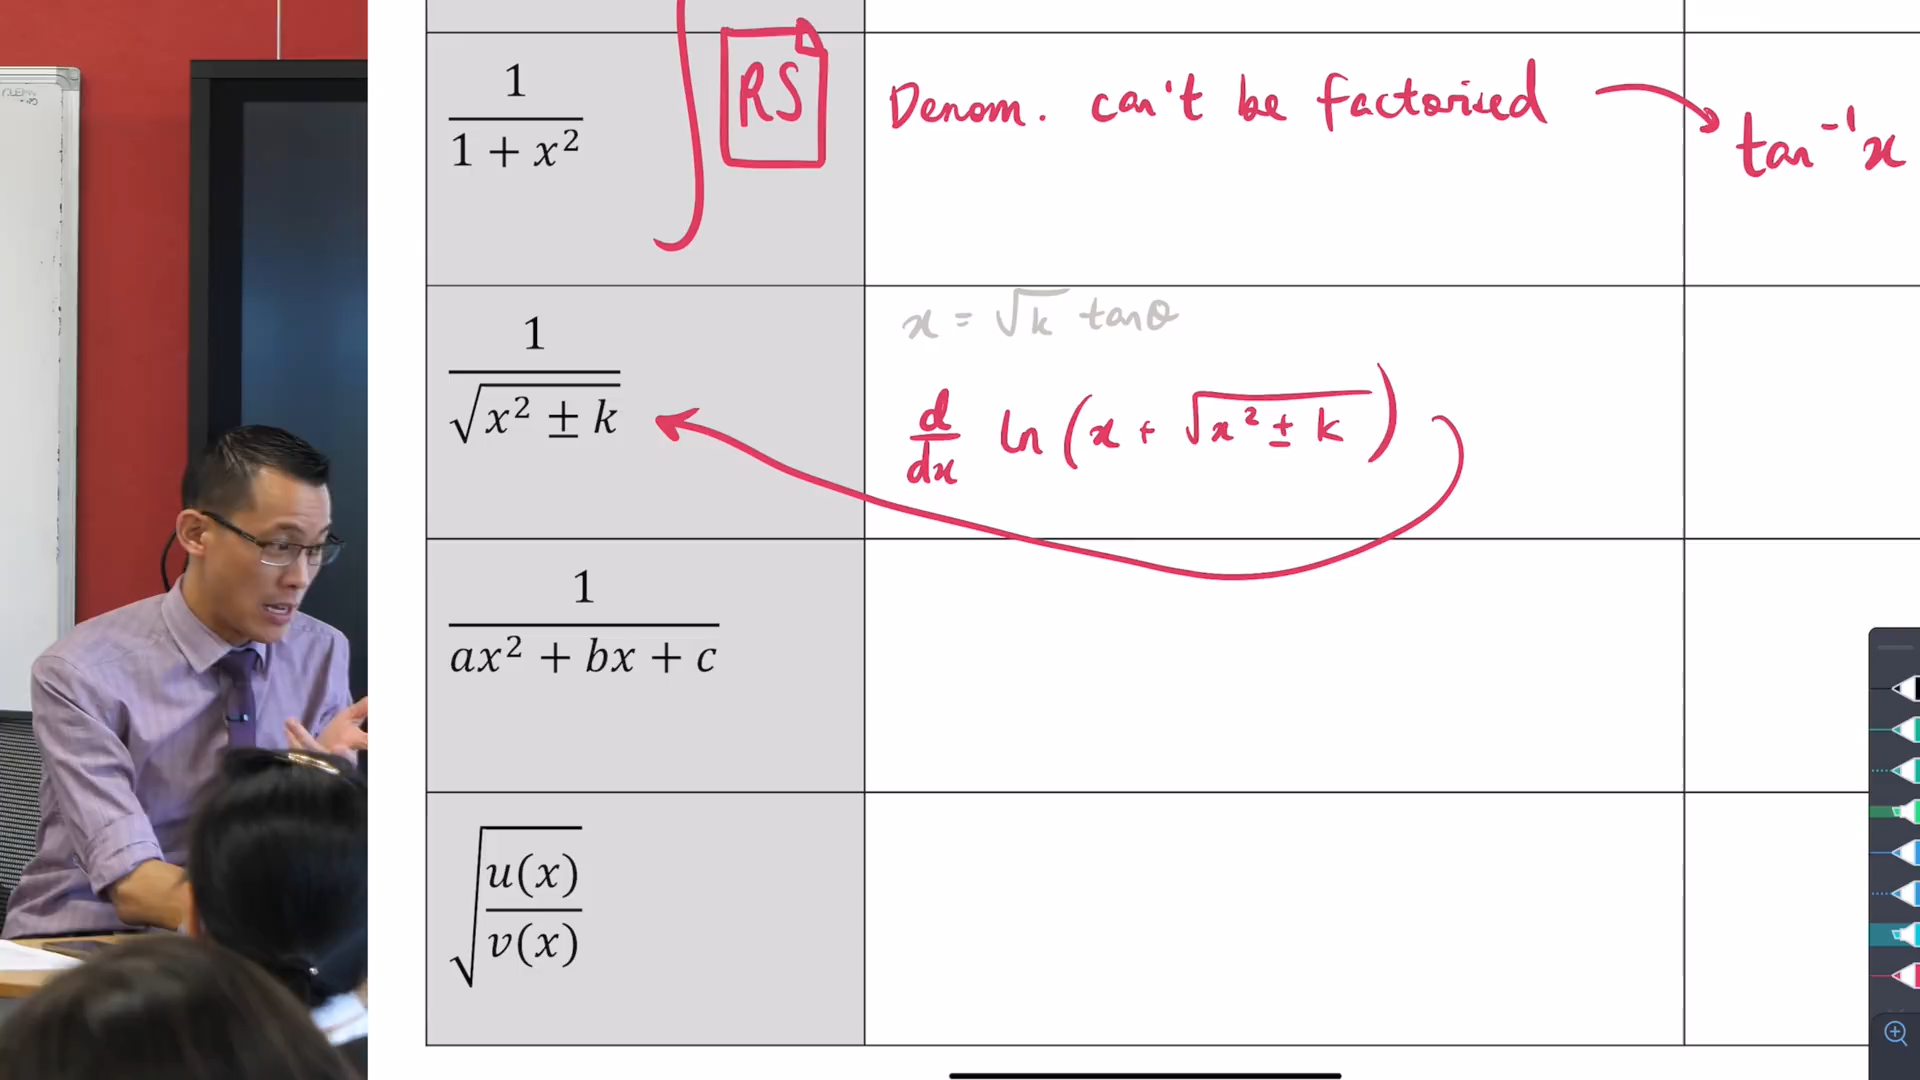 1
1 + x²
RS
Denom. can't be factorised
tan⁻¹x
1
√(x² ± k)
x = √k tanθ
d/dx ln(x + √(x² ± k))
1
ax² + bx + c
√(u(x)/v(x))